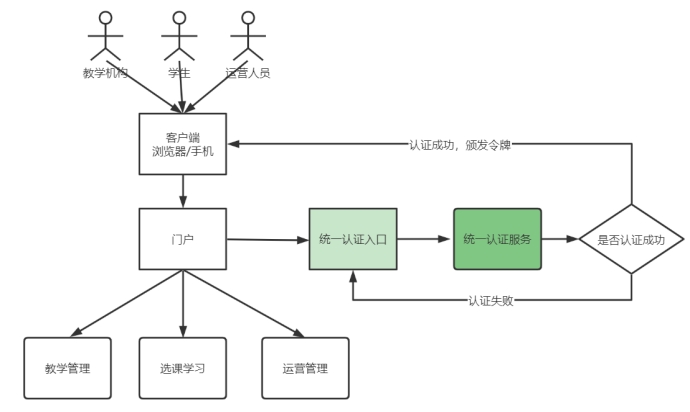 教学机构
学生
运营人员
客户端
浏览器/手机
认证成功，颁发令牌
门户
统一认证入口
统一认证服务
是否认证成功
认证失败
教学管理
选课学习
运营管理